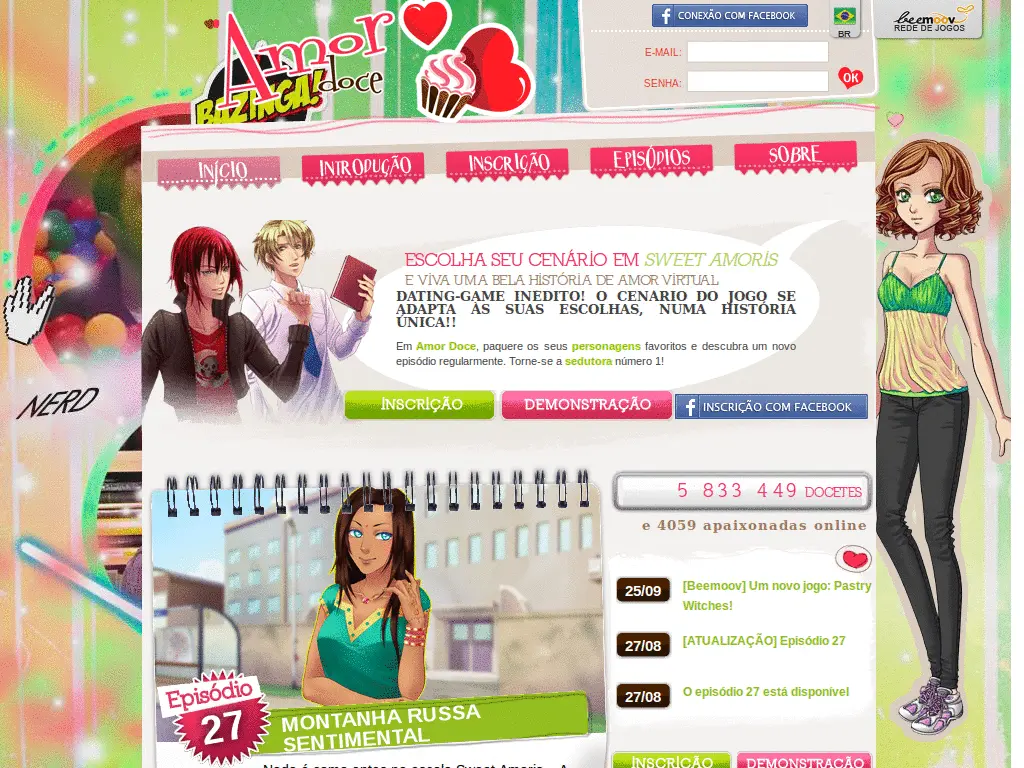 Amor
doce
BAZINGA!
CONEXÃO COM FACEBOOK
BR
beemoov
REDE DE JOGOS
E-MAIL:
SENHA:
OK
INÍCIO
INTRODUÇÃO
INSCRIÇÃO
EPISÓDIOS
SOBRE
ESCOLHA SEU CENÁRIO EM SWEET AMORIS
E VIVA UMA BELA HISTÓRIA DE AMOR VIRTUAL
DATING-GAME INÉDITO! O CENÁRIO DO JOGO SE
ADAPTA ÀS SUAS ESCOLHAS, NUMA HISTÓRIA
ÚNICA!!
Em Amor Doce, paquere os seus personagens favoritos e descubra um novo
episódio regularmente. Torne-se a sedutora número 1!
INSCRIÇÃO
DEMONSTRAÇÃO
INSCRIÇÃO COM FACEBOOK
NERD
5 833 449 DOCETES
e 4059 apaixonadas online
25/09
[Beemoov] Um novo jogo: Pastry
Witches!
27/08
[ATUALIZAÇÃO] Episódio 27
27/08
O episódio 27 está disponível
Episódio
27
MONTANHA RUSSA
SENTIMENTAL
Nada é como antes na escola Sweet Amoris... A
INSCRIÇÃO
DEMONSTRAÇÃO